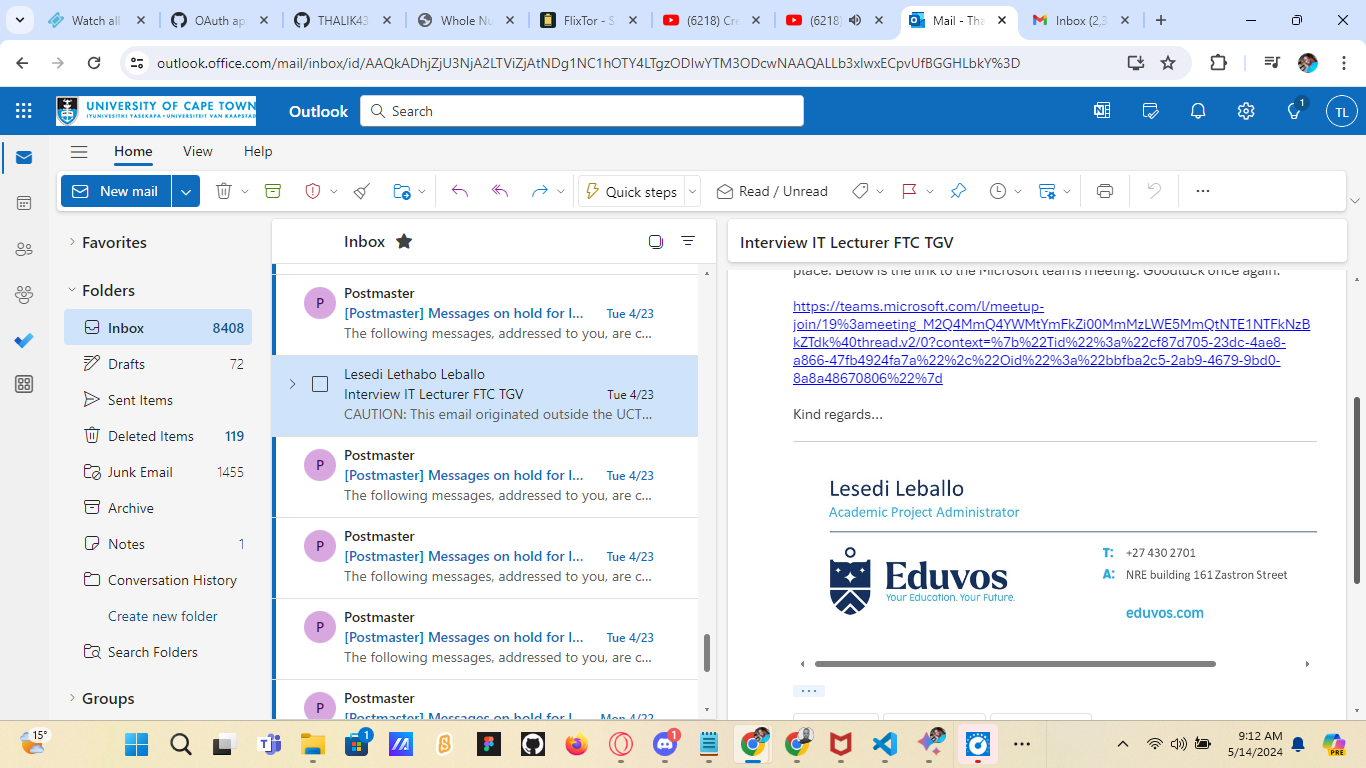 Watch all
OAuth ap
THALIK43
Whole Nu
FlixTor - S
(6218) Cre
(6218)
Mail - Tha
Inbox (2,3
outlook.office.com/mail/inbox/id/AAQkADhjZjU3NjA2LTViZjAtNDg1NC1hOTY4LTgzODIwYTM3ODcwNAAQALLb3xlwxECpvUfBGGHLbkY%3D
UNIVERSITY OF CAPE TOWN
IYUNIVESITHI YASEKAPA • UNIVERSITEIT VAN KAAPSTAD
Outlook
Search
1
TL
Home
View
Help
New mail
Quick steps
Read / Unread
Favorites
Folders
Inbox
8408
Drafts
72
Sent Items
Deleted Items
119
Junk Email
1455
Archive
Notes
1
Conversation History
Create new folder
Search Folders
Groups
Inbox
P
Postmaster
[Postmaster] Messages on hold for l...
Tue 4/23
The following messages, addressed to you, are c...
Lesedi Lethabo Leballo
Interview IT Lecturer FTC TGV
Tue 4/23
CAUTION: This email originated outside the UCT...
P
Postmaster
[Postmaster] Messages on hold for l...
Tue 4/23
The following messages, addressed to you, are c...
P
Postmaster
[Postmaster] Messages on hold for l...
Tue 4/23
The following messages, addressed to you, are c...
P
Postmaster
[Postmaster] Messages on hold for l...
Tue 4/23
The following messages, addressed to you, are c...
P
Postmaster
[Postmaster] Messages on hold for l...
Mon 4/22
Interview IT Lecturer FTC TGV
place. Below is the link to the Microsoft teams meeting. Goodluck once again.
https://teams.microsoft.com/l/meetup-
join/19%3ameeting_M2Q4MmQ4YWMtYmFkZi00MmMzLWE5MmQtNTE1NTFkNzB
kZTdk%40thread.v2/0?context=%7b%22Tid%22%3a%22cf87d705-23dc-4ae8-
a866-47fb4924fa7a%22%2c%22Oid%22%3a%22bbfba2c5-2ab9-4679-9bd0-
8a8a48670806%22%7d
Kind regards...
Lesedi Leballo
Academic Project Administrator
Eduvos
Your Education. Your Future.
T: +27 430 2701
A: NRE building 161 Zastron Street
eduvos.com
15°
1
1
9:12 AM
5/14/2024
PRE